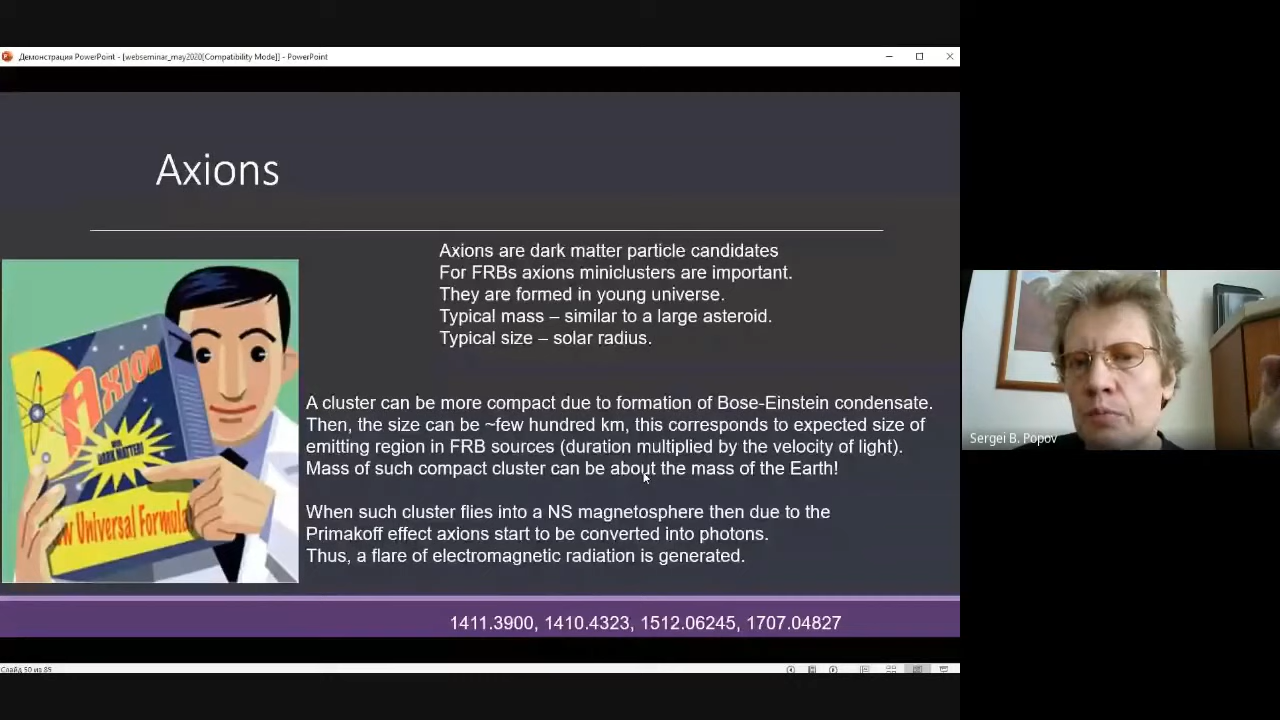 Демонстрация PowerPoint - [webseminar_may2020[Compatibility Mode]] - PowerPoint
Axions
Axions are dark matter particle candidates
For FRBs axions miniclusters are important.
They are formed in young universe.
Typical mass – similar to a large asteroid.
Typical size – solar radius.
Axion
DARK MATTER!
New Universal Formula
A cluster can be more compact due to formation of Bose-Einstein condensate.
Then, the size can be ~few hundred km, this corresponds to expected size of
emitting region in FRB sources (duration multiplied by the velocity of light).
Mass of such compact cluster can be about the mass of the Earth!
When such cluster flies into a NS magnetosphere then due to the
Primakoff effect axions start to be converted into photons.
Thus, a flare of electromagnetic radiation is generated.
1411.3900, 1410.4323, 1512.06245, 1707.04827
Слайд 50 из 85
Sergei B. Popov